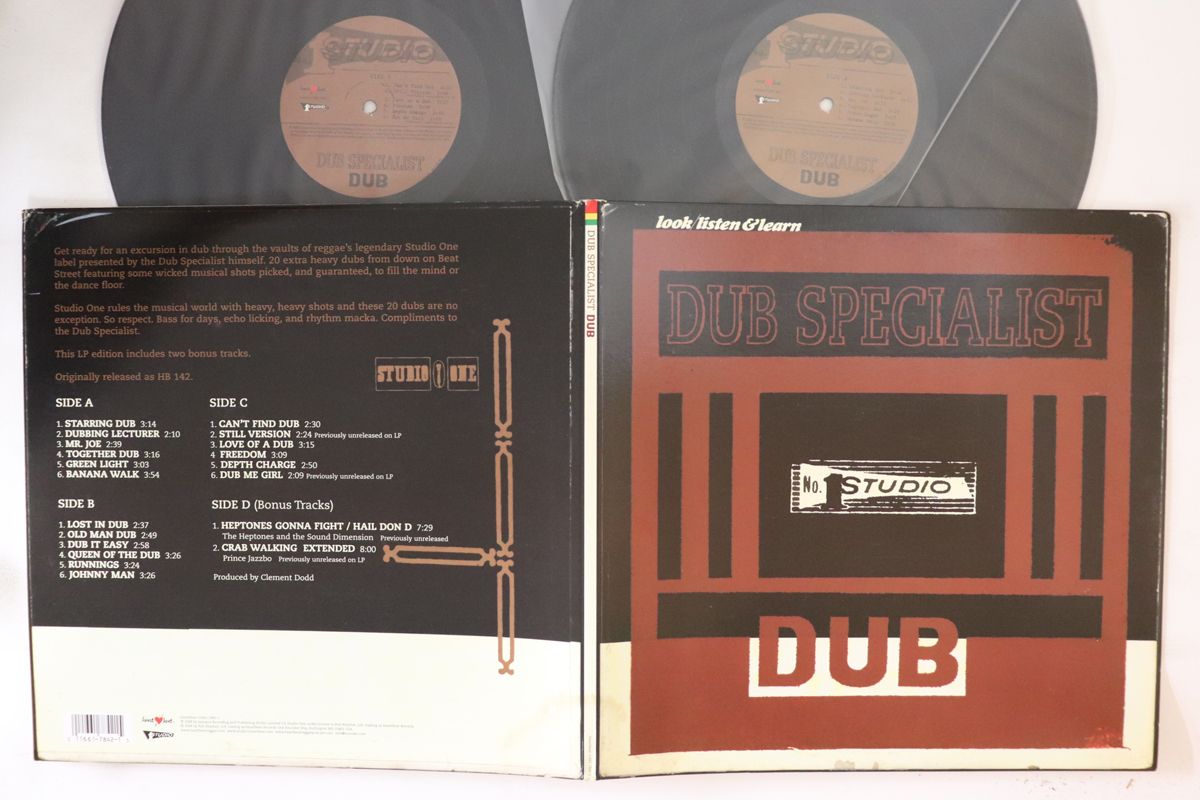 STUDIO
DUB SPECIALIST
DUB
STUDIO
DUB SPECIALIST
DUB
Get ready for an excursion in dub through the vaults of reggae's legendary Studio One
label presented by the Dub Specialist himself. 20 extra heavy dubs from down on Beat
Street featuring some wicked musical shots picked, and guaranteed, to fill the mind or
the dance floor.
Studio One rules the musical world with heavy, heavy shots and these 20 dubs are no
exception. So respect. Bass for days, echo licking, and rhythm macka. Compliments to
the Dub Specialist.
This LP edition includes two bonus tracks.
Originally released as HB 142.
STUDIO ONE
SIDE A
1. STARRING DUB 3:14
2. DUBBING LECTURER 2:10
3. MR. JOE 2:39
4. TOGETHER DUB 3:16
5. GREEN LIGHT 3:03
6. BANANA WALK 3:54
SIDE C
1. CAN'T FIND DUB 2:30
2. STILL VERSION 2:24 Previously unreleased on LP
3. LOVE OF A DUB 3:15
4 FREEDOM 3:09
5. DEPTH CHARGE 2:50
6. DUB ME GIRL 2:09 Previously unreleased on LP
SIDE B
1. LOST IN DUB 2:37
2. OLD MAN DUB 2:49
3. DUB IT EASY 2:58
4. QUEEN OF THE DUB 3:26
5. RUNNINGS 3:24
6. JOHNNY MAN 3:26
SIDE D (Bonus Tracks)
1. HEPTONES GONNA FIGHT / HAIL DON D 7:29
The Heptones and the Sound Dimension Previously unreleased
2. CRAB WALKING EXTENDED 8:00
Prince Jazzbo Previously unreleased on LP
Produced by Clement Dodd
STUDIO
DUB SPECIALIST DUB
look/listen & learn
DUB SPECIALIST
No. 1 STUDIO
DUB